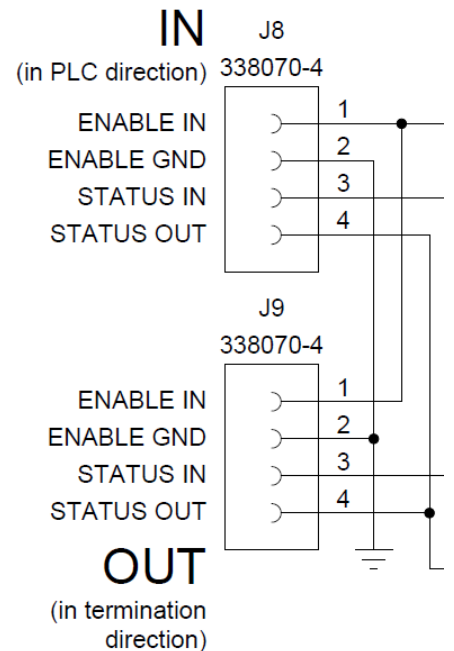 IN
J8
(in PLC direction)
338070-4
ENABLE IN
1
ENABLE GND
2
STATUS IN
3
STATUS OUT
4
J9
338070-4
ENABLE IN
1
ENABLE GND
2
STATUS IN
3
STATUS OUT
4
OUT
(in termination
direction)